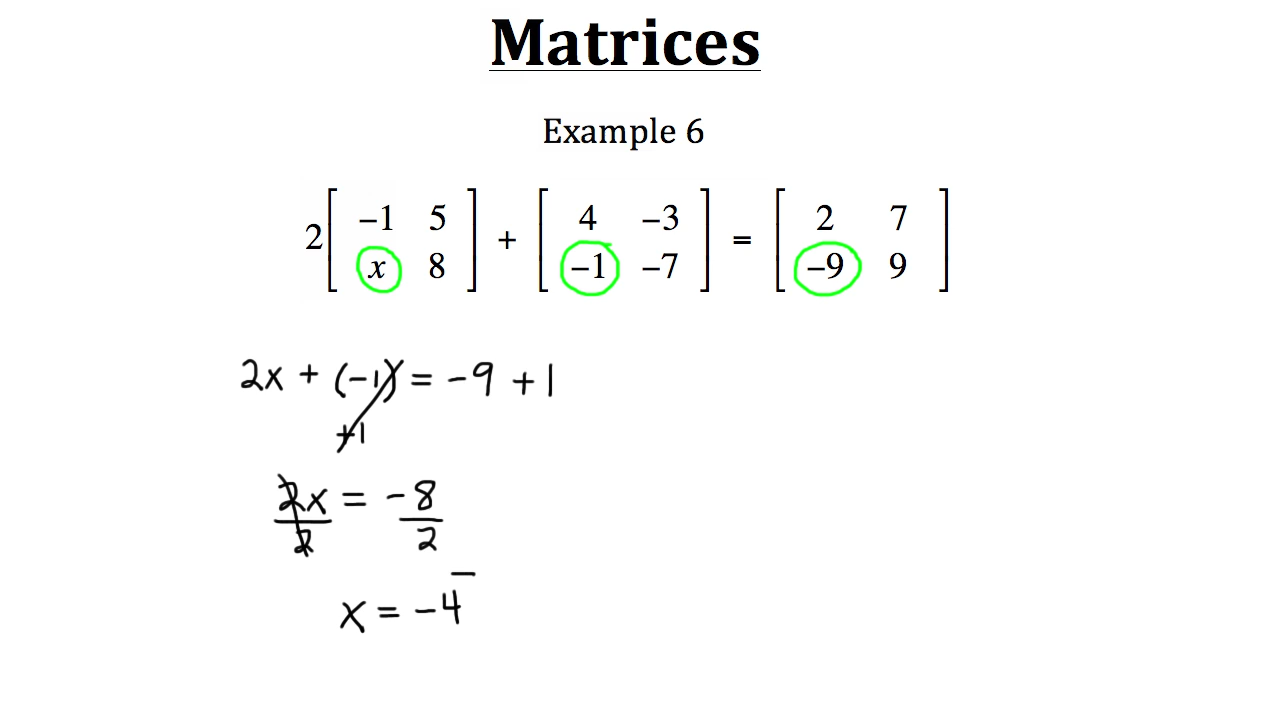 Matrices
Example 6
2[ −1 5 ] + [ 4 −3 ] = [ 2 7 ]
[ x 8 ] [ −1 −7 ] [ −9 9 ]
2x + (-1) = -9 + 1
+1
2x = -8
2 2
x = -4